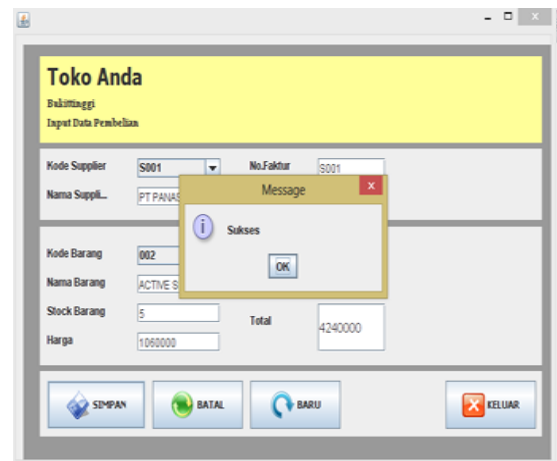 Toko Anda
Bukittinggi
Input Data Pembelian
Kode Supplier S001 No.Faktur S001
Nama Suppli... PT PANAS
Message x
Sukses
OK
Kode Barang 002
Nama Barang ACTIVE S
Stock Barang 5 Total 4240000
Harga 1060000
SIMPAN BATAL BARU KELUAR